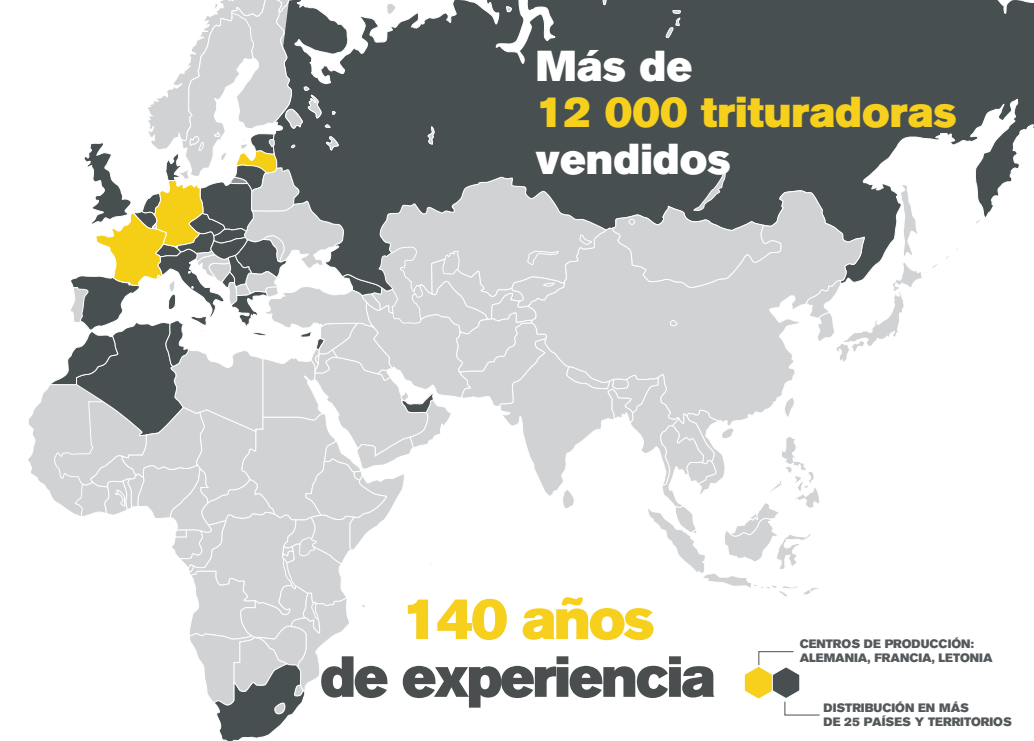 Más de
12 000 trituradoras
vendidos
140 años
de experiencia
CENTROS DE PRODUCCIÓN:
ALEMANIA, FRANCIA, LETONIA
DISTRIBUCIÓN EN MÁS
DE 25 PAÍSES Y TERRITORIOS